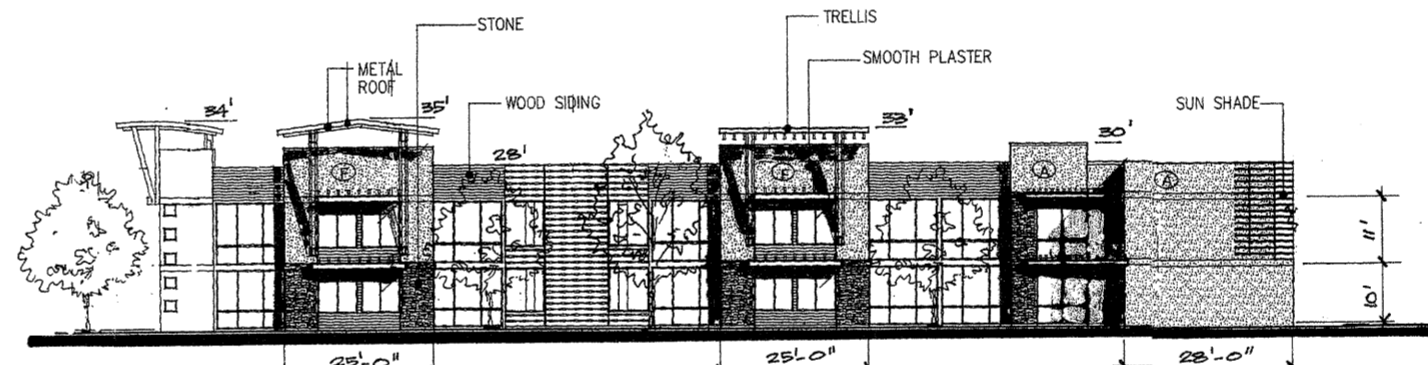 STONE
TRELLIS
METAL
ROOF
SMOOTH PLASTER
WOOD SIDING
SUN SHADE
34'
35'
33'
30'
28'
F
F
A
A
11'
10'
25'-0"
25'-0"
28'-0"